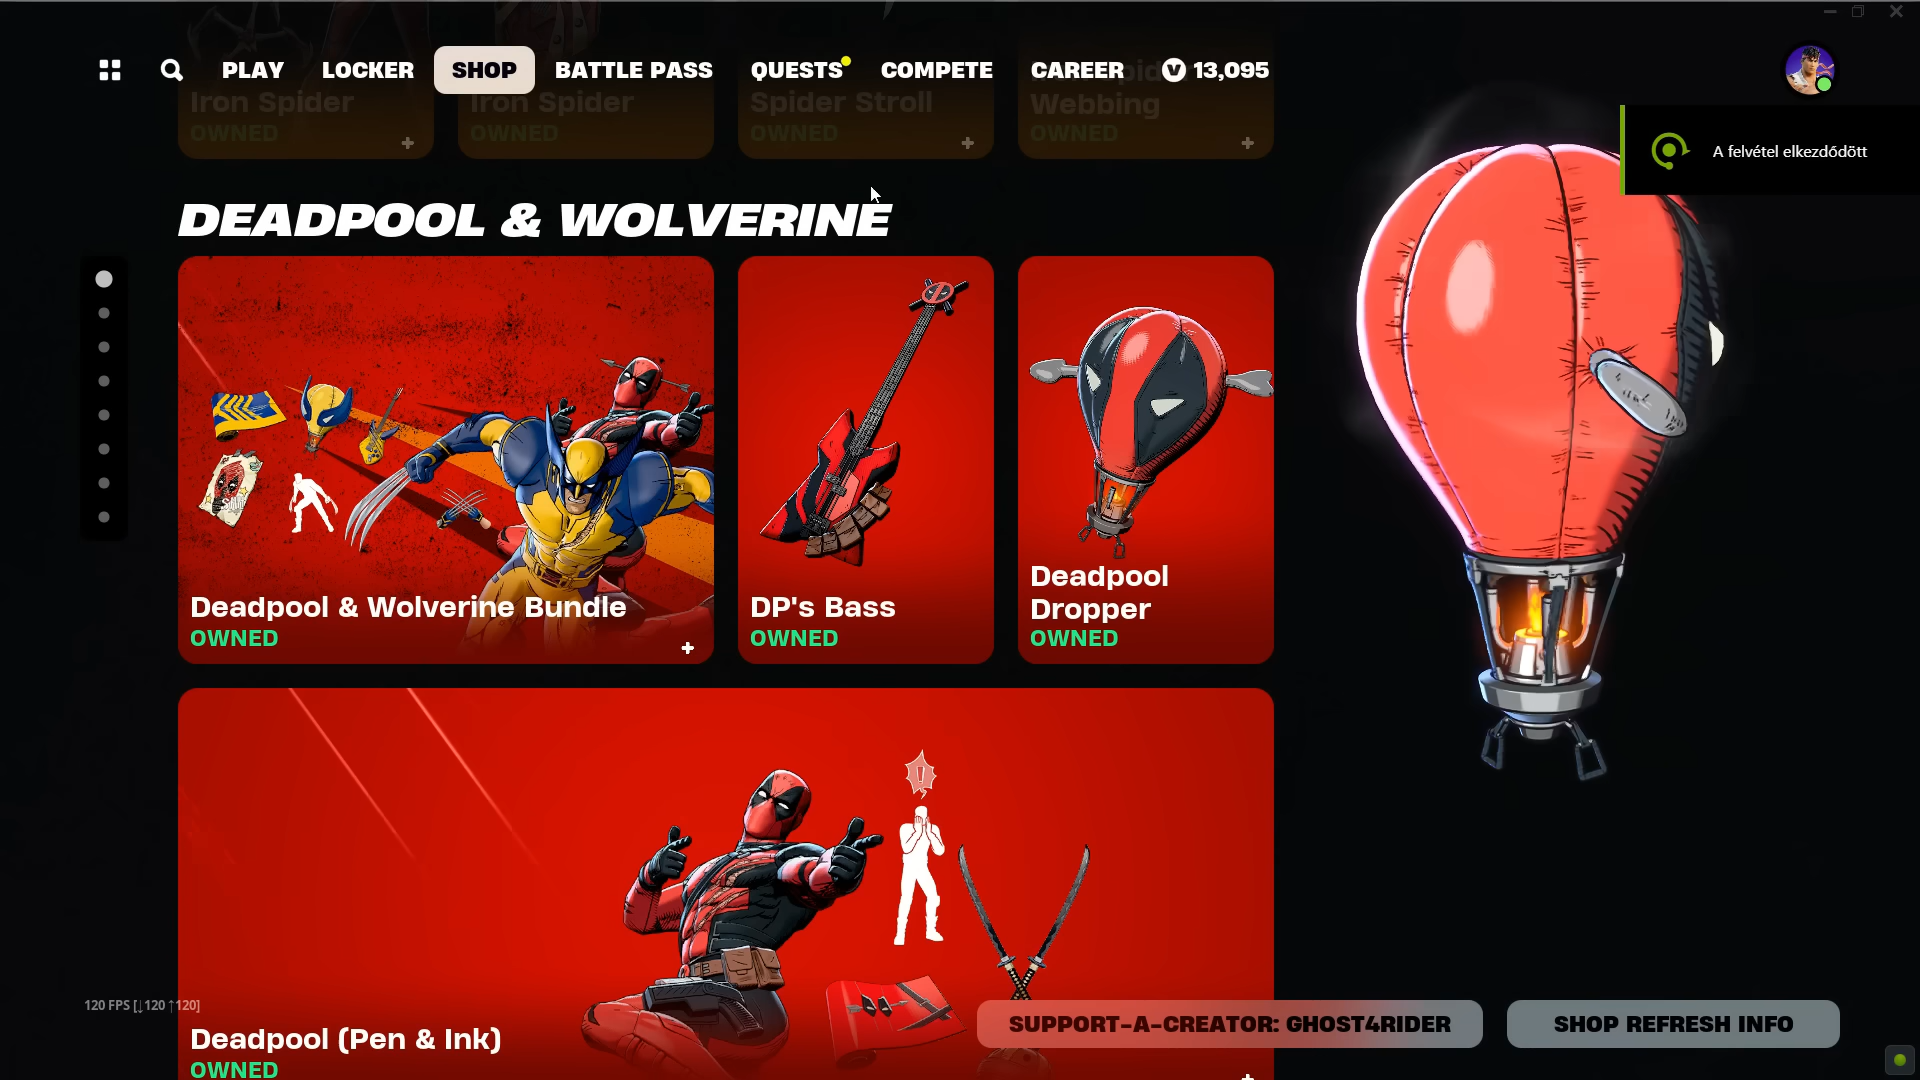 PLAY
LOCKER
SHOP
BATTLE PASS
QUESTS
COMPETE
CAREER
13,095
Iron Spider
OWNED
Iron Spider
OWNED
Spider Stroll
OWNED
Webbing
OWNED
A felvétel elkezdődött
DEADPOOL & WOLVERINE
Deadpool & Wolverine Bundle
OWNED
DP's Bass
OWNED
Deadpool
Dropper
OWNED
120 FPS [↓120 ↑120]
Deadpool (Pen & Ink)
OWNED
SUPPORT-A-CREATOR: GHOST4RIDER
SHOP REFRESH INFO